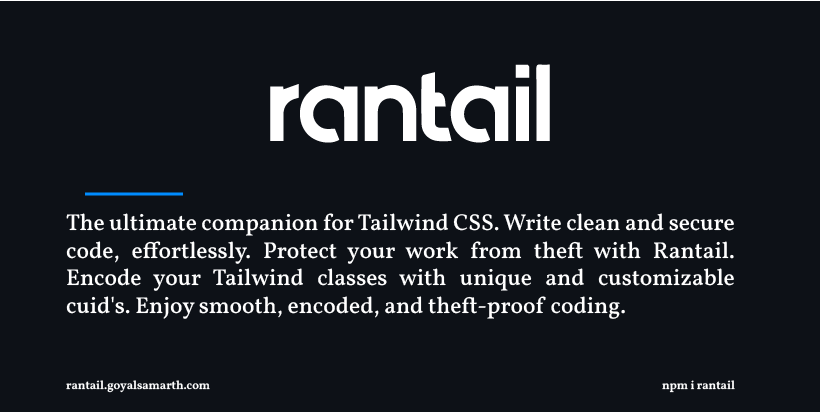 rantail
The ultimate companion for Tailwind CSS. Write clean and secure
code, effortlessly. Protect your work from theft with Rantail.
Encode your Tailwind classes with unique and customizable
cuid's. Enjoy smooth, encoded, and theft-proof coding.
rantail.goyalsamarth.com
npm i rantail